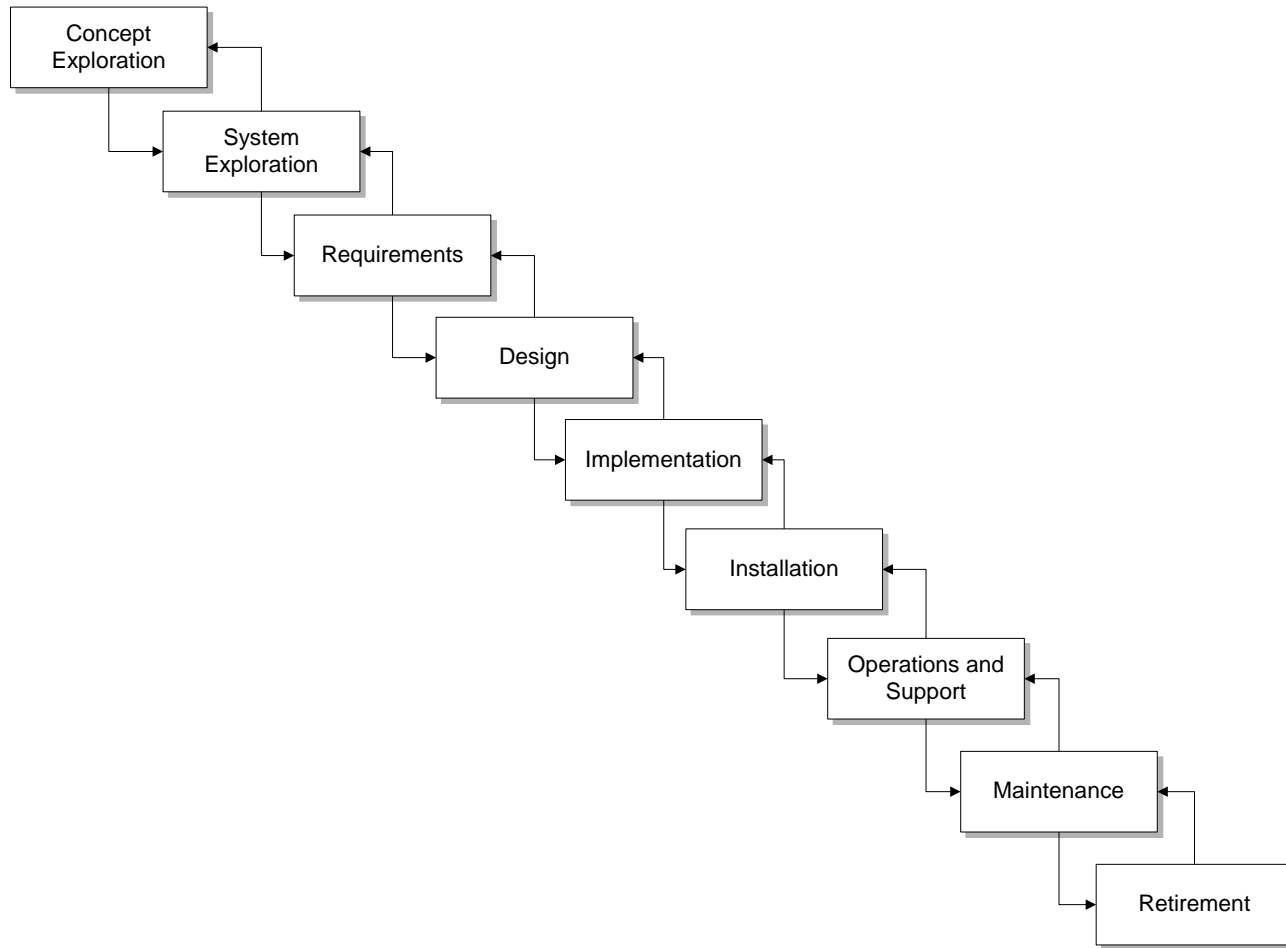 Concept
Exploration
System
Exploration
Requirements
Design
Implementation
Installation
Operations and
Support
Maintenance
Retirement